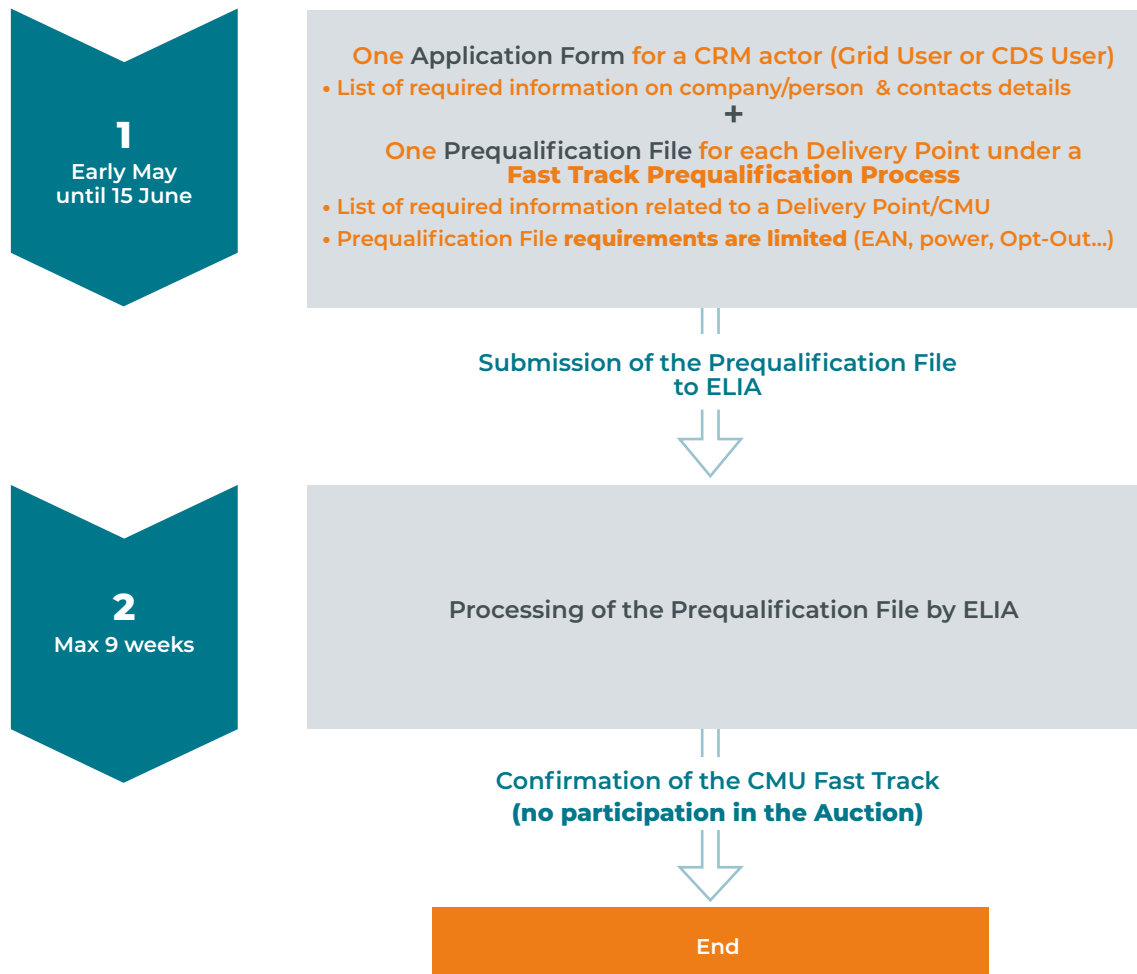 1
Early May
until 15 June
One Application Form for a CRM actor (Grid User or CDS User)
• List of required information on company/person & contacts details
+
One Prequalification File for each Delivery Point under a
Fast Track Prequalification Process
• List of required information related to a Delivery Point/CMU
• Prequalification File requirements are limited (EAN, power, Opt-Out...)
Submission of the Prequalification File
to ELIA
2
Max 9 weeks
Processing of the Prequalification File by ELIA
Confirmation of the CMU Fast Track
(no participation in the Auction)
End